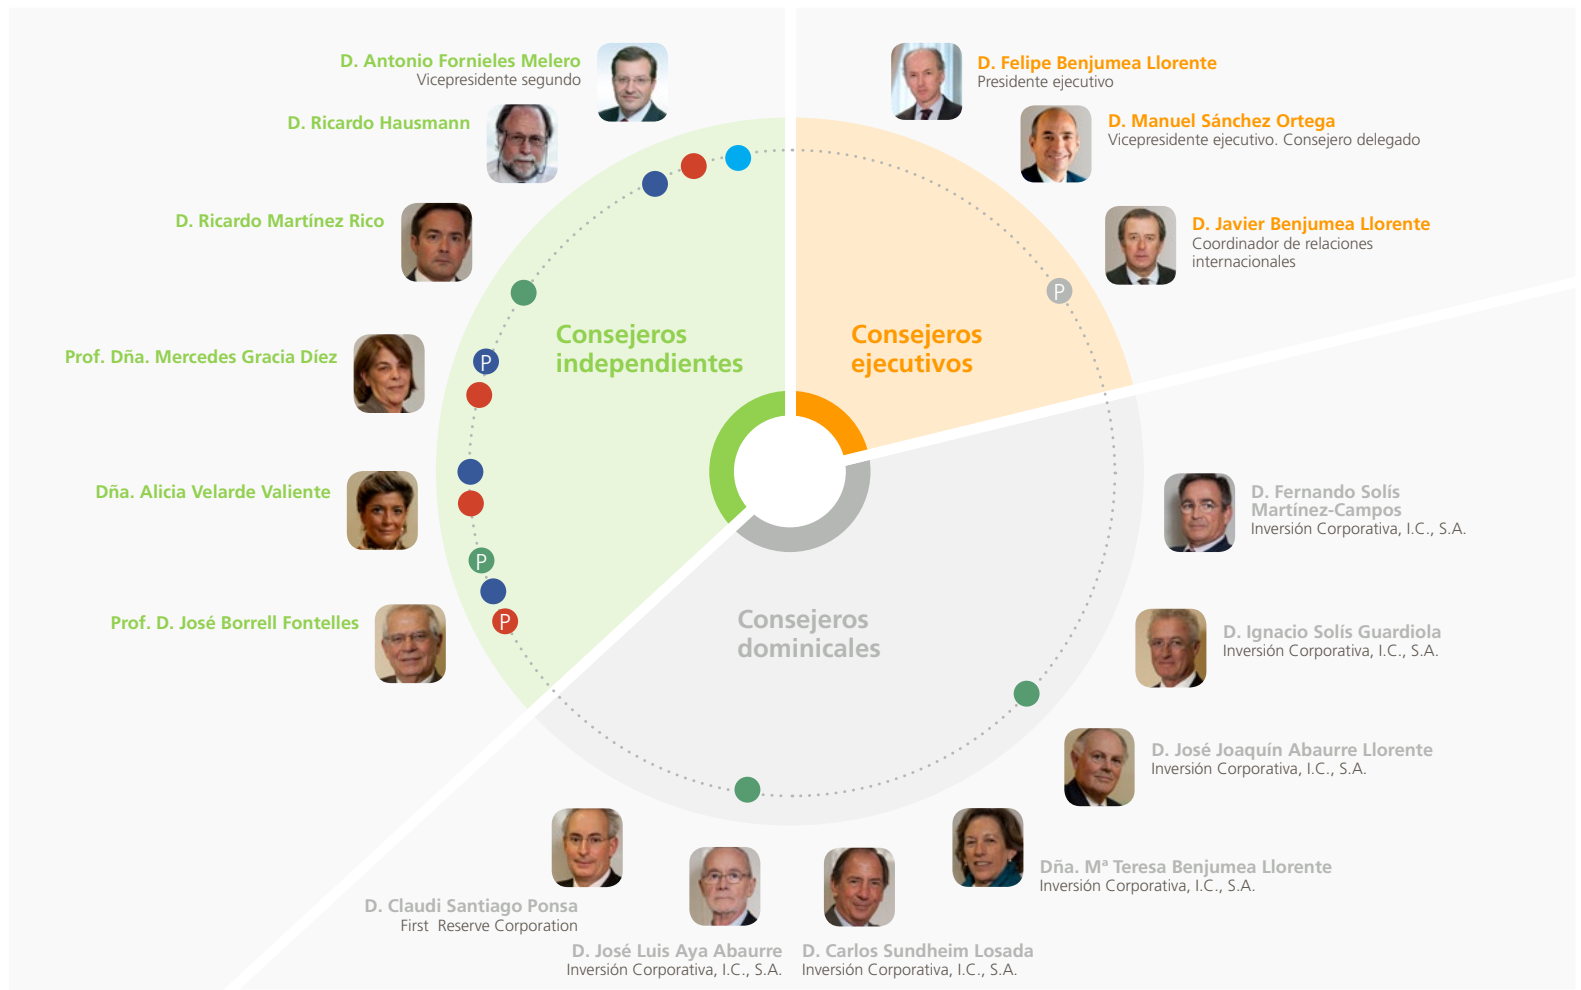 D. Antonio Fornieles Melero
Vicepresidente segundo
D. Ricardo Hausmann
D. Ricardo Martínez Rico
Prof. Dña. Mercedes Gracia Díez
Dña. Alicia Velarde Valiente
Prof. D. José Borrell Fontelles
Consejeros
independientes
P
P
P
D. Felipe Benjumea Llorente
Presidente ejecutivo
D. Manuel Sánchez Ortega
Vicepresidente ejecutivo. Consejero delegado
D. Javier Benjumea Llorente
Coordinador de relaciones
internacionales
P
Consejeros
ejecutivos
Consejeros
dominicales
D. Fernando Solís
Martínez-Campos
Inversión Corporativa, I.C., S.A.
D. Ignacio Solís Guardiola
Inversión Corporativa, I.C., S.A.
D. José Joaquín Abaurre Llorente
Inversión Corporativa, I.C., S.A.
Dña. Mª Teresa Benjumea Llorente
Inversión Corporativa, I.C., S.A.
D. Carlos Sundheim Losada
Inversión Corporativa, I.C., S.A.
D. José Luis Aya Abaurre
Inversión Corporativa, I.C., S.A.
D. Claudi Santiago Ponsa
First Reserve Corporation